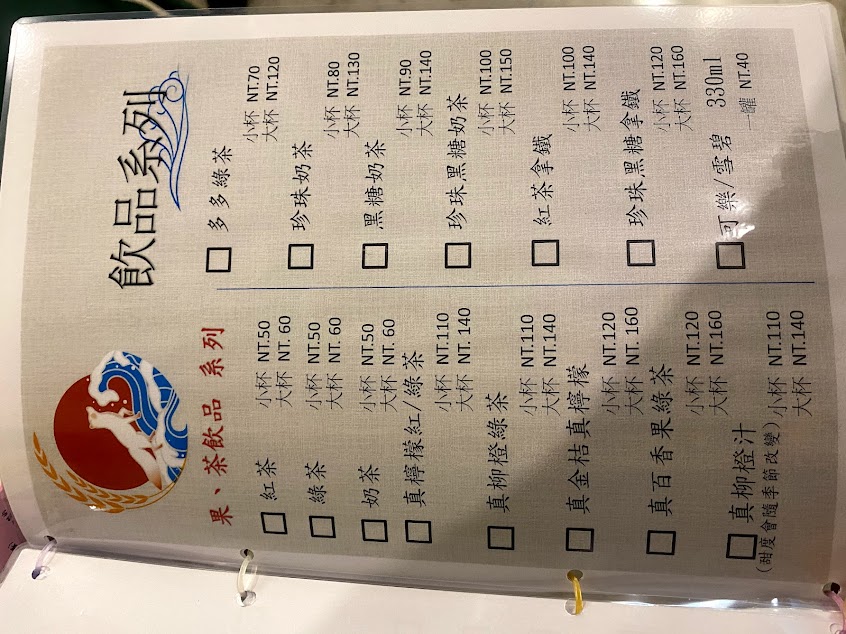 飲品系列
果、茶飲品 系列
紅茶
小杯 NT.50
大杯 NT. 60
綠茶
小杯 NT.50
大杯 NT. 60
奶茶
小杯 NT.50
大杯 NT. 60
真檸檬紅/綠茶
小杯 NT.110
大杯 NT. 140
真柳橙綠茶
小杯 NT.110
大杯 NT.140
真金桔真檸檬
小杯 NT.120
大杯 NT. 160
真百香果綠茶
小杯 NT.120
大杯 NT.160
真柳橙汁
(甜度會隨季節改變)
小杯 NT.110
大杯 NT.140
多多綠茶
小杯 NT.70
大杯 NT.120
珍珠奶茶
小杯 NT.80
大杯 NT.130
黑糖奶茶
小杯 NT.90
大杯 NT.140
珍珠黑糖奶茶
小杯 NT.100
大杯 NT.150
紅茶拿鐵
小杯 NT.100
大杯 NT.140
珍珠黑糖拿鐵
小杯 NT.120
大杯 NT.160
可樂/雪碧 330ml
一罐 NT.40